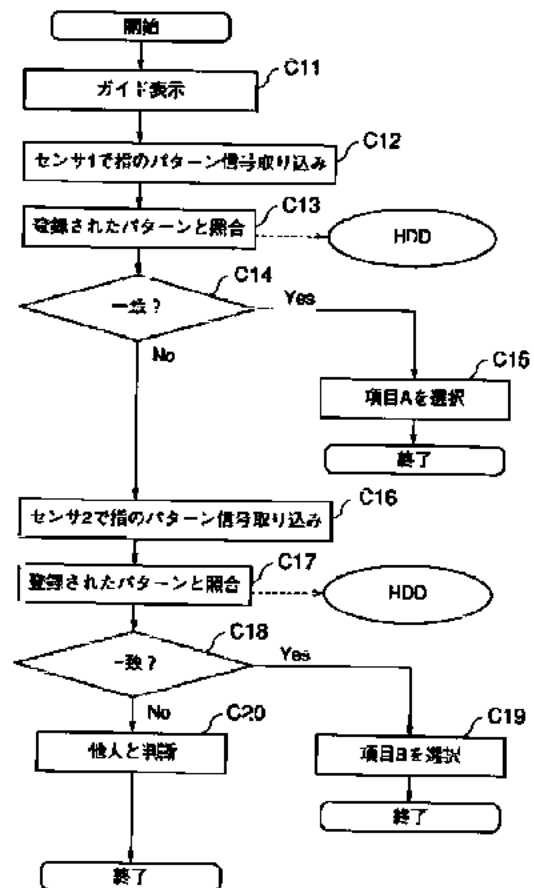 開始
C11
ガイド表示
C12
センサ1で指のパターン信号取り込み
C13
登録されたパターンと照合
HDD
C14
一致？
Yes
No
C15
項目Aを選択
終了
C16
センサ2で指のパターン信号取り込み
C17
登録されたパターンと照合
HDD
C18
一致？
Yes
No
C20
他人と判断
C19
項目Bを選択
終了
終了